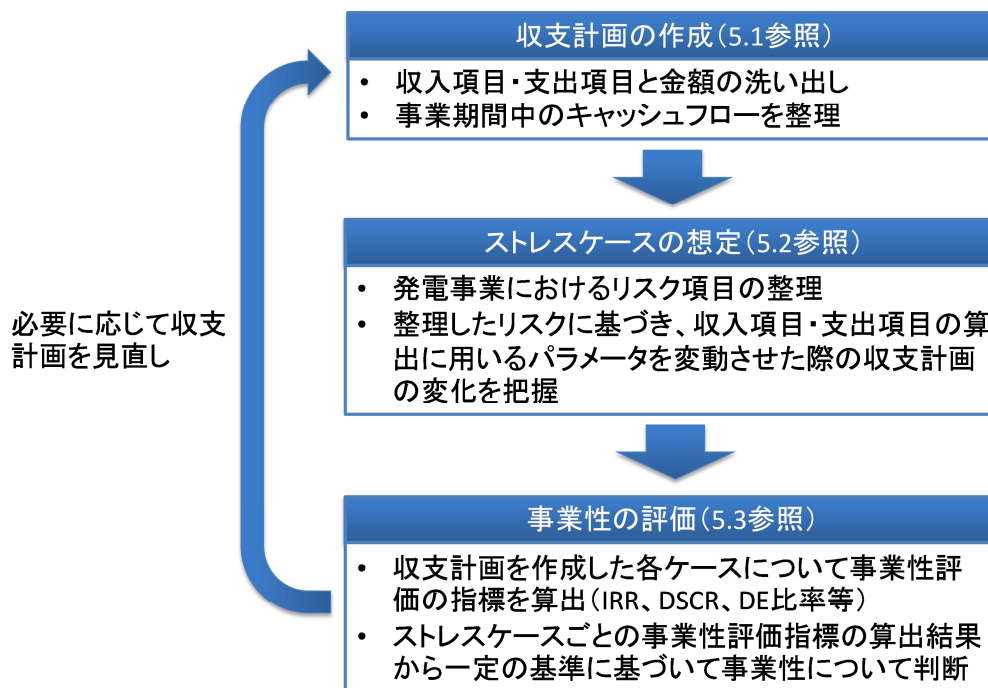 収支計画の作成(5.1参照)
• 収入項目・支出項目と金額の洗い出し
• 事業期間中のキャッシュフローを整理
ストレスケースの想定(5.2参照)
• 発電事業におけるリスク項目の整理
• 整理したリスクに基づき、収入項目・支出項目の算
出に用いるパラメータを変動させた際の収支計画
の変化を把握
必要に応じて収支
計画を見直し
事業性の評価(5.3参照)
• 収支計画を作成した各ケースについて事業性評
価の指標を算出(IRR、DSCR、DE比率等)
• ストレスケースごとの事業性評価指標の算出結果
から一定の基準に基づいて事業性について判断